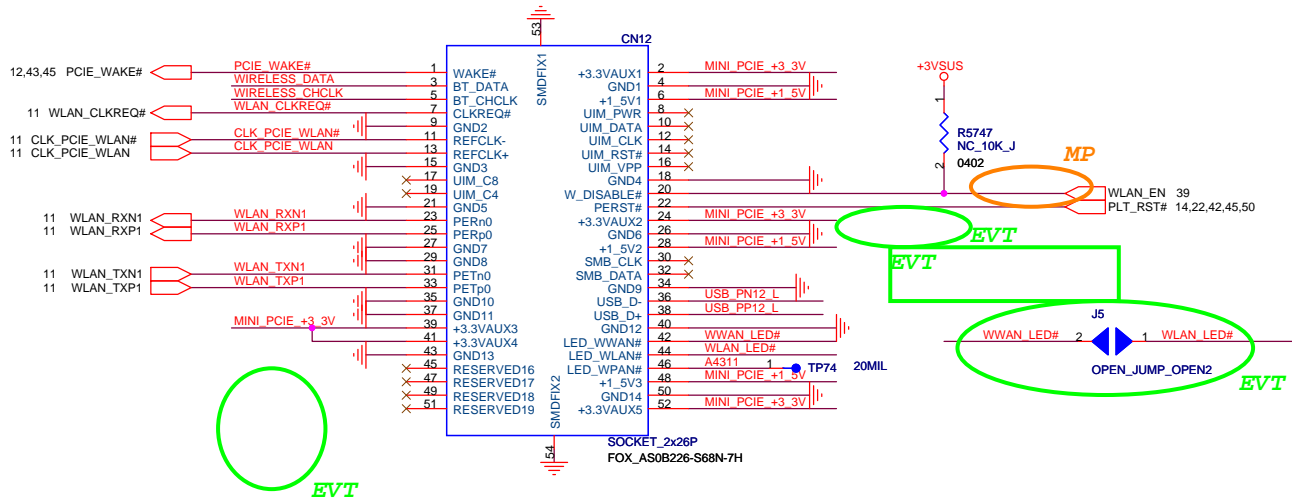 53
CN12
SMDFIX1
12,43,45 PCIE_WAKE# PCIE_WAKE# 1 WAKE# +3.3VAUX1 2 MINI_PCIE_+3_3V
WIRELESS_DATA 3 BT_DATA GND1 4
WIRELESS_CHCLK 5 BT_CHCLK +1_5V1 6 MINI_PCIE_+1_5V
11 WLAN_CLKREQ# WLAN_CLKREQ# 7 CLKREQ# UIM_PWR 8
9 GND2 UIM_DATA 10
11 CLK_PCIE_WLAN# CLK_PCIE_WLAN# 11 REFCLK- UIM_CLK 12
11 CLK_PCIE_WLAN CLK_PCIE_WLAN 13 REFCLK+ UIM_RST# 14
15 GND3 UIM_VPP 16
17 UIM_C8 GND4 18
19 UIM_C4 W_DISABLE# 20
21 GND5 PERST# 22
11 WLAN_RXN1 WLAN_RXN1 23 PERn0 +3.3VAUX2 24 MINI_PCIE_+3_3V
11 WLAN_RXP1 WLAN_RXP1 25 PERp0 GND6 26
27 GND7 +1_5V2 28 MINI_PCIE_+1_5V
29 GND8 SMB_CLK 30
11 WLAN_TXN1 WLAN_TXN1 31 PETn0 SMB_DATA 32
11 WLAN_TXP1 WLAN_TXP1 33 PETp0 GND9 34
35 GND10 USB_D- 36 USB_PN12_L
37 GND11 USB_D+ 38 USB_PP12_L
MINI_PCIE_+3_3V 39 +3.3VAUX3 GND12 40
41 +3.3VAUX4 LED_WWAN# 42 WWAN_LED#
43 GND13 LED_WLAN# 44 WLAN_LED#
45 RESERVED16 LED_WPAN# 46 A4311 1 TP74 20MIL
47 RESERVED17 +1_5V3 48 MINI_PCIE_+1_5V
49 RESERVED18 GND14 50
51 RESERVED19 +3.3VAUX5 52 MINI_PCIE_+3_3V
SMDFIX2
54
SOCKET_2x26P
FOX_AS0B226-S68N-7H
+3VSUS
1
R5747
NC_10K_J
0402
2
MP
WLAN_EN 39
PLT_RST# 14,22,42,45,50
EVT
EVT
J5
WWAN_LED# 2 1 WLAN_LED#
OPEN_JUMP_OPEN2
EVT
EVT